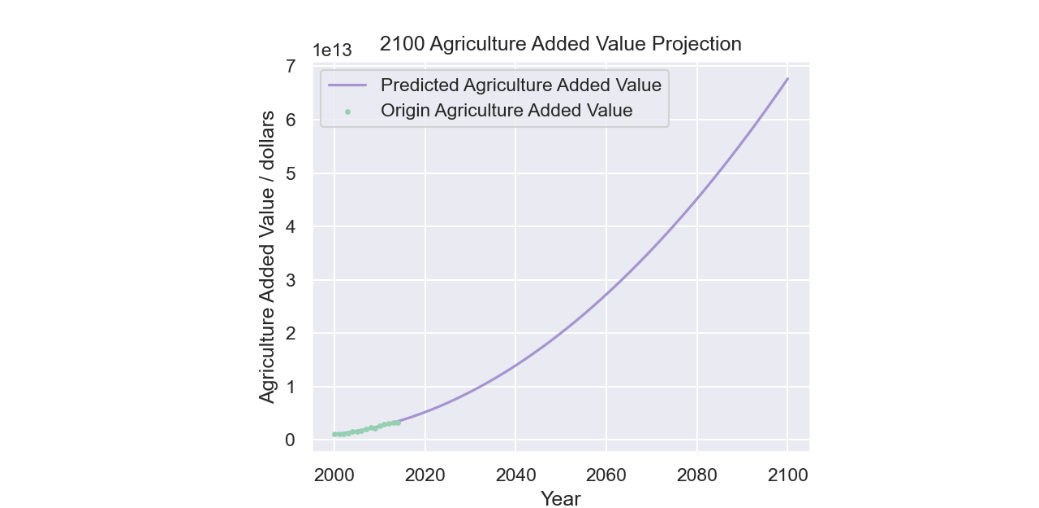 2100 Agriculture Added Value Projection
1e13
Predicted Agriculture Added Value
Origin Agriculture Added Value
Agriculture Added Value / dollars
7
6
5
4
3
2
1
0
2000 2020 2040 2060 2080 2100
Year